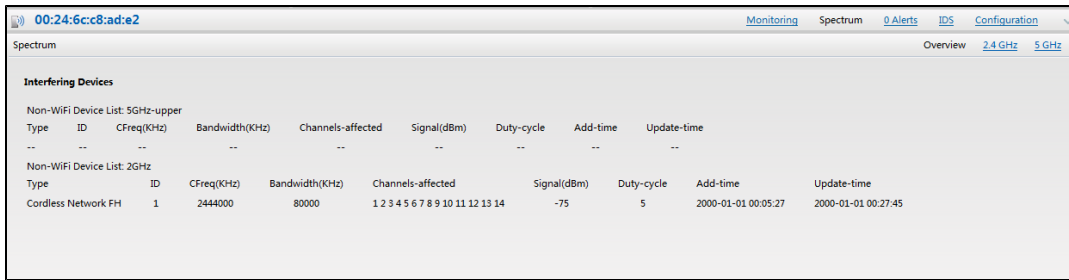 00:24:6c:c8:ad:e2 Monitoring Spectrum 0 Alerts IDS Configuration
Spectrum Overview 2.4 GHz 5 GHz
Interfering Devices
Non-WiFi Device List: 5GHz-upper
Type ID CFreq(KHz) Bandwidth(KHz) Channels-affected Signal(dBm) Duty-cycle Add-time Update-time
-- -- -- -- -- -- -- -- --
Non-WiFi Device List: 2GHz
Type ID CFreq(KHz) Bandwidth(KHz) Channels-affected Signal(dBm) Duty-cycle Add-time Update-time
Cordless Network FH 1 2444000 80000 1 2 3 4 5 6 7 8 9 10 11 12 13 14 -75 5 2000-01-01 00:05:27 2000-01-01 00:27:45